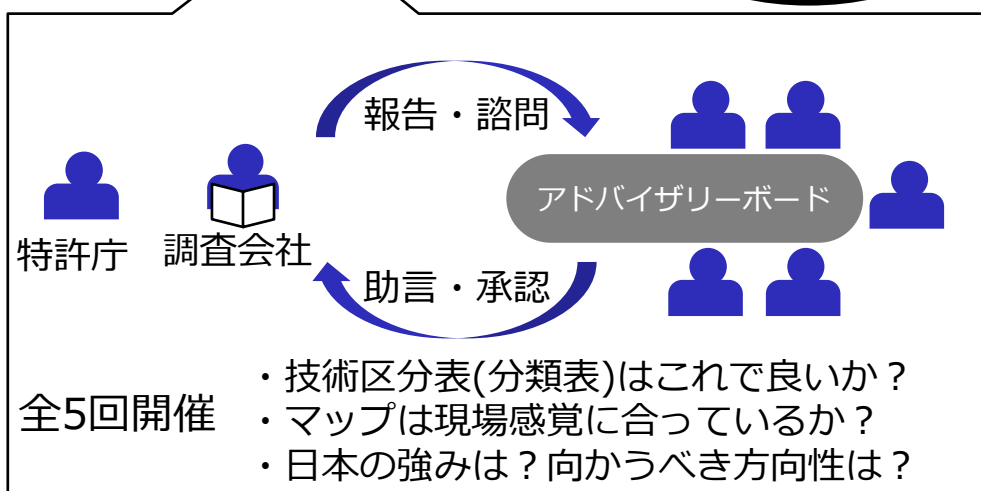 報告・諮問
アドバイザリーボード
特許庁
調査会社
助言・承認
全5回開催
・技術区分表(分類表)はこれで良いか？
・マップは現場感覚に合っているか？
・日本の強みは？向かうべき方向性は？